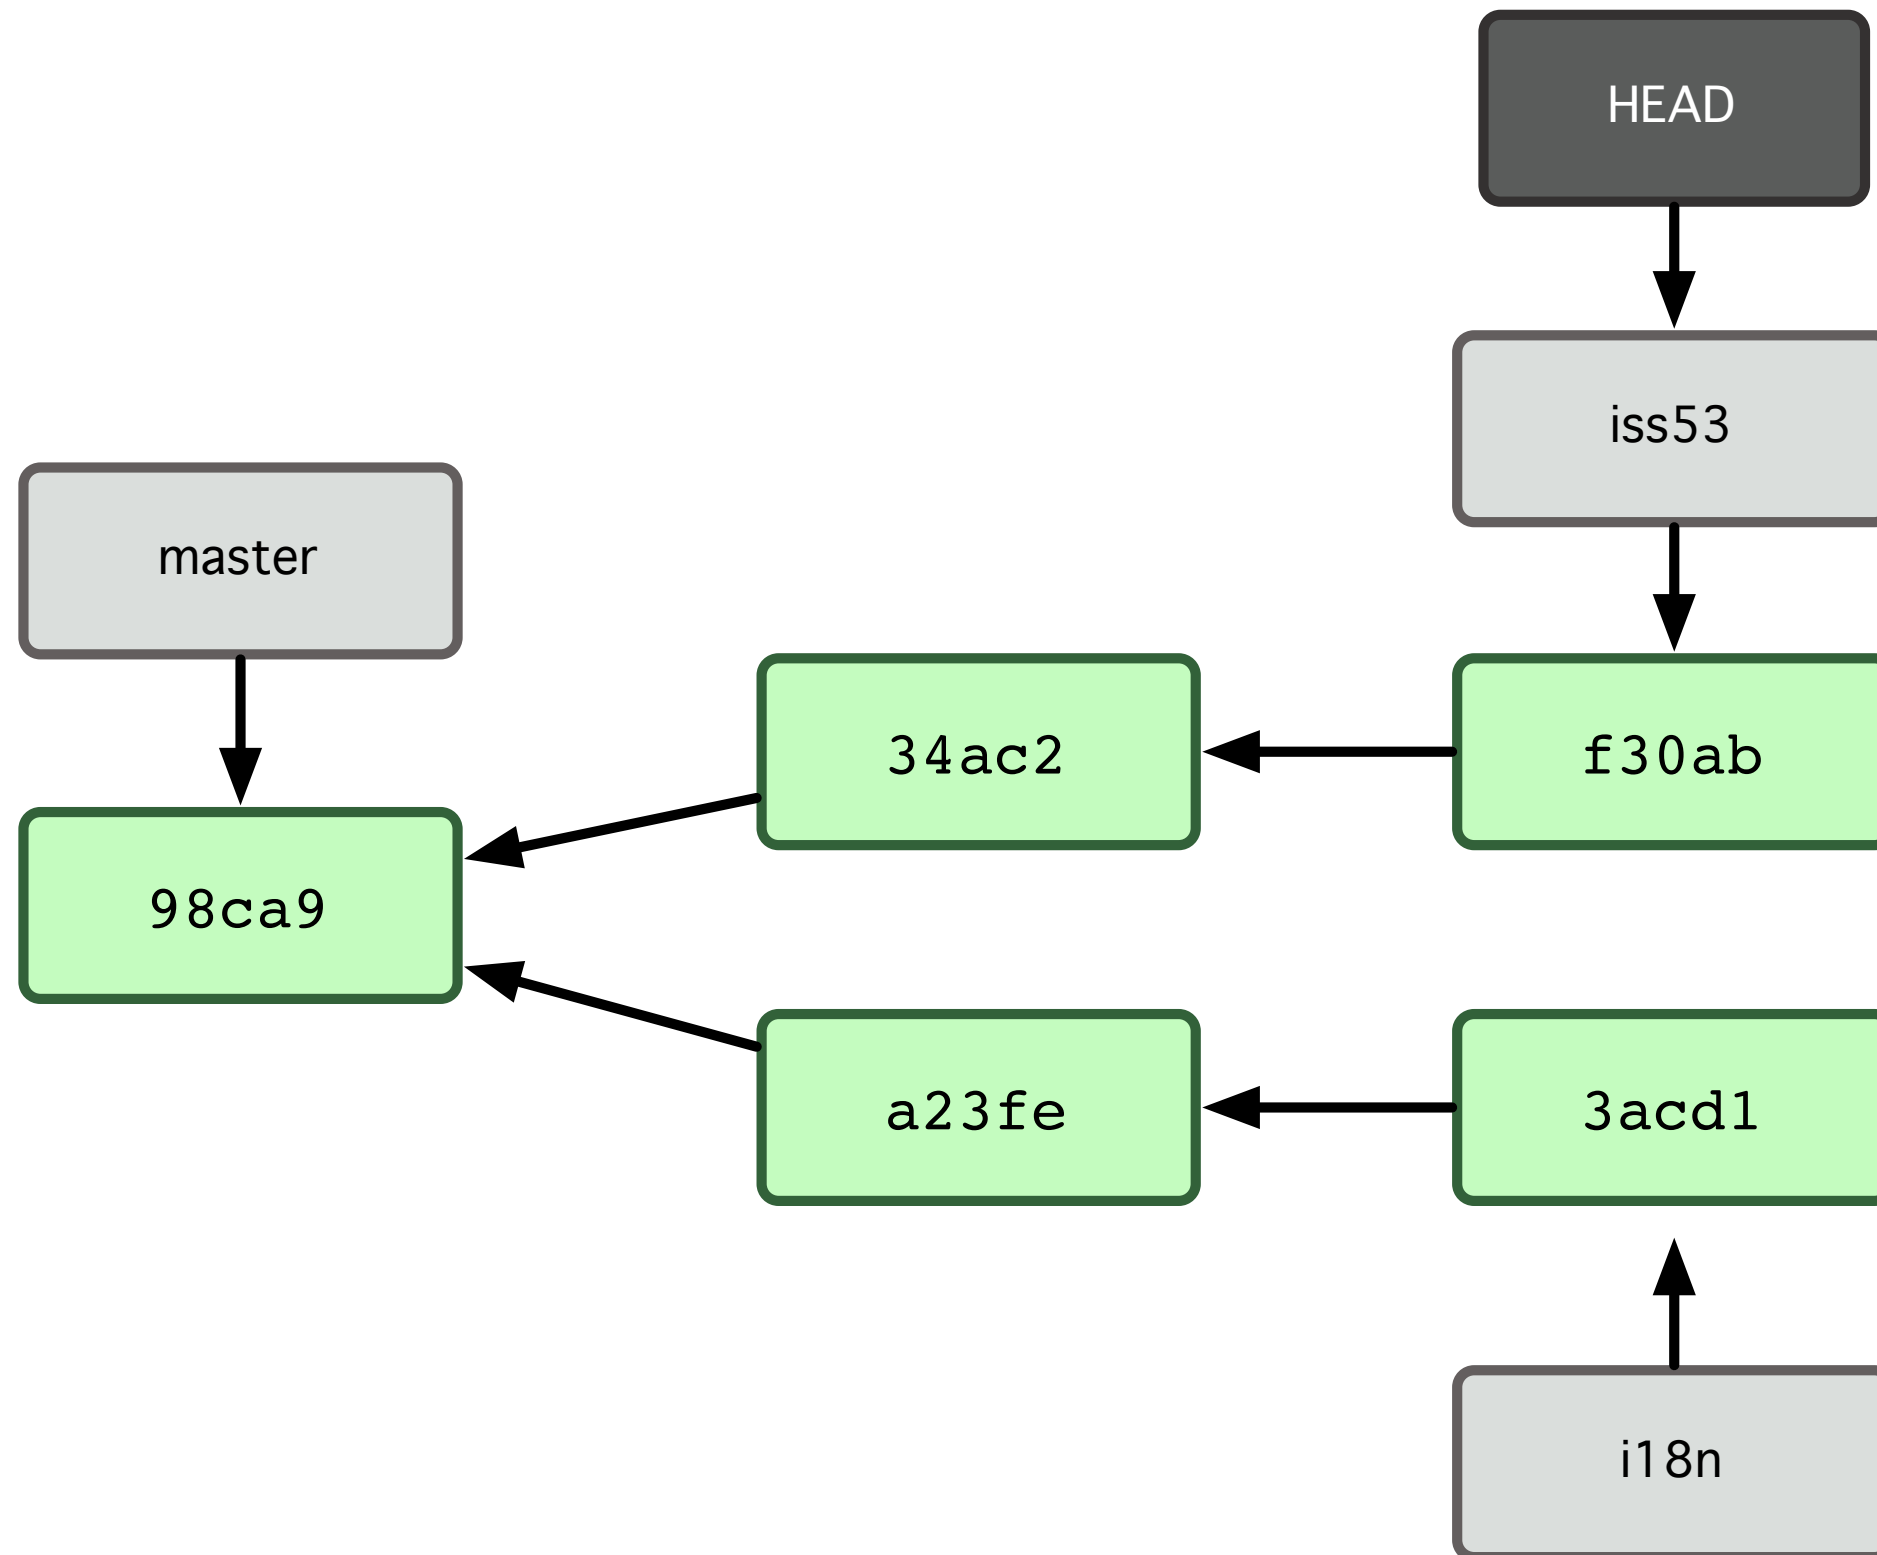 HEAD
iss53
master
34ac2
f30ab
98ca9
a23fe
3acd1
i18n